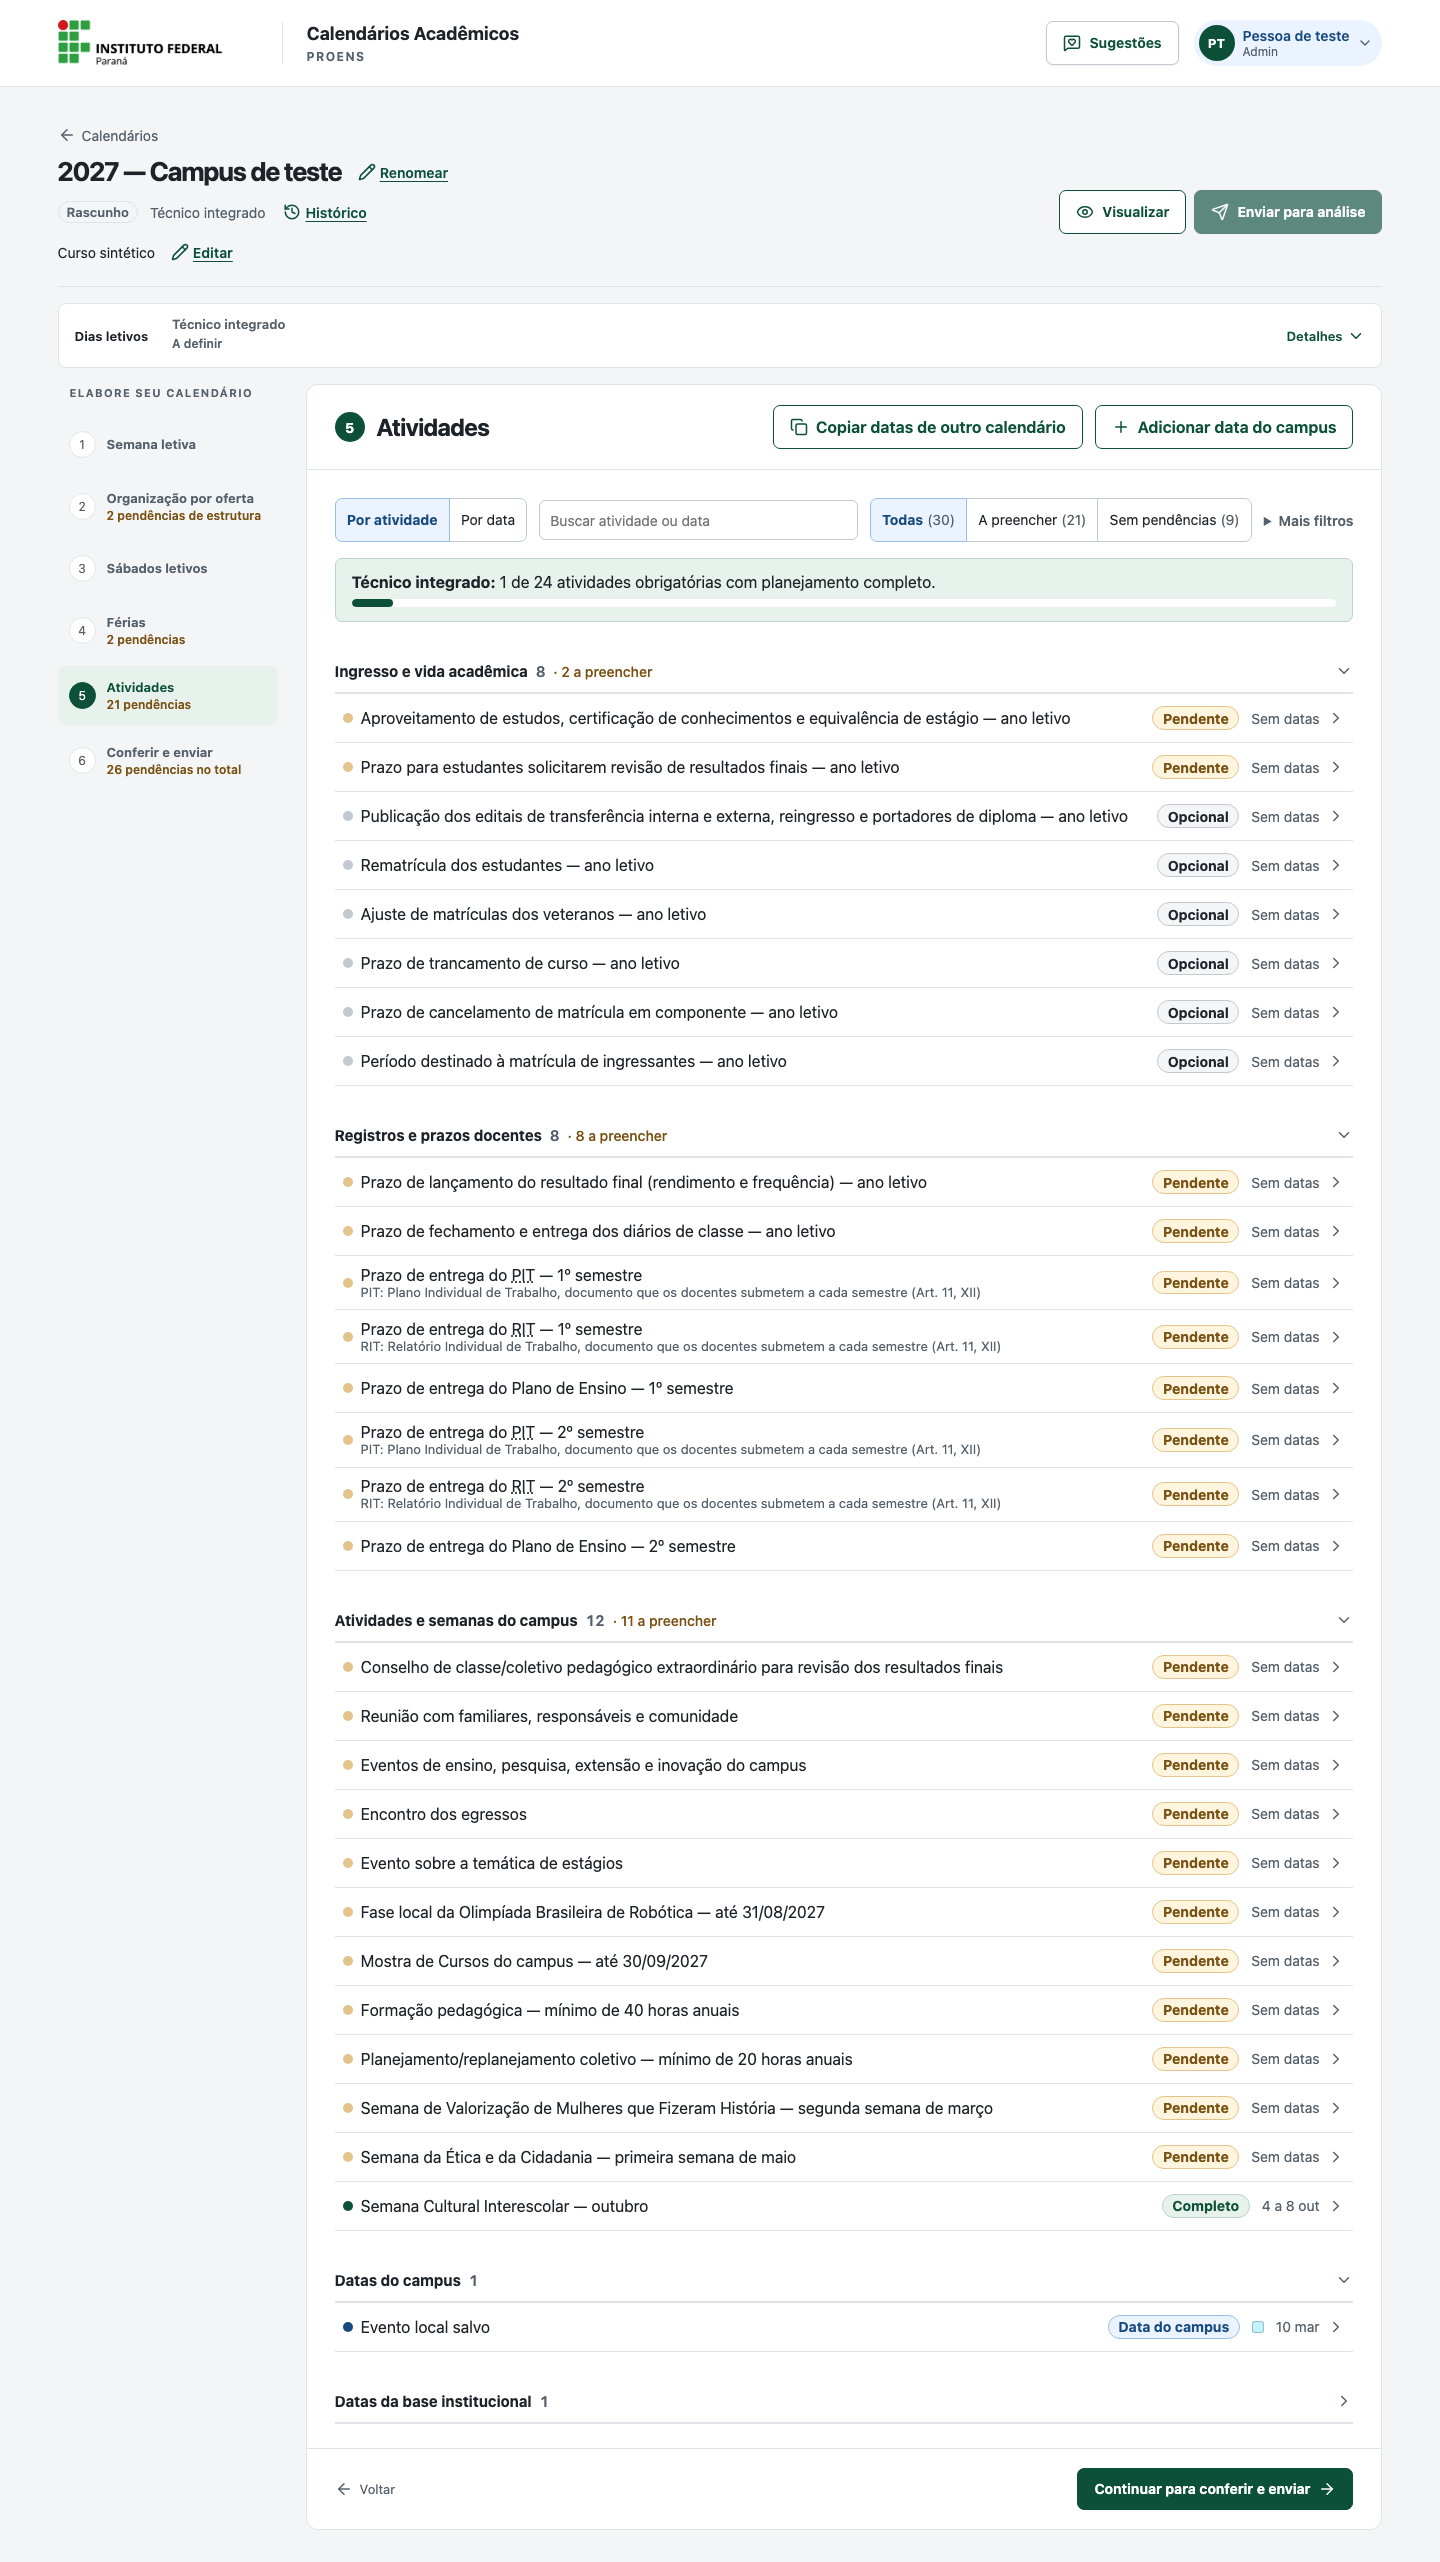 INSTITUTO FEDERAL
Paraná
Calendários Acadêmicos
PROENS
Sugestões
PT
Pessoa de teste
Admin
Calendários
2027 — Campus de teste
Renomear
Rascunho
Técnico integrado
Histórico
Visualizar
Enviar para análise
Curso sintético
Editar
Dias letivos
Técnico integrado
A definir
Detalhes
ELABORE SEU CALENDÁRIO
1 Semana letiva
2 Organização por oferta
2 pendências de estrutura
3 Sábados letivos
4 Férias
2 pendências
5 Atividades
21 pendências
6 Conferir e enviar
26 pendências no total
5 Atividades
Copiar datas de outro calendário
Adicionar data do campus
Por atividade
Por data
Buscar atividade ou data
Todas (30)
A preencher (21)
Sem pendências (9)
Mais filtros
Técnico integrado: 1 de 24 atividades obrigatórias com planejamento completo.
Ingresso e vida acadêmica 8 · 2 a preencher
Aproveitamento de estudos, certificação de conhecimentos e equivalência de estágio — ano letivo Pendente Sem datas
Prazo para estudantes solicitarem revisão de resultados finais — ano letivo Pendente Sem datas
Publicação dos editais de transferência interna e externa, reingresso e portadores de diploma — ano letivo Opcional Sem datas
Rematrícula dos estudantes — ano letivo Opcional Sem datas
Ajuste de matrículas dos veteranos — ano letivo Opcional Sem datas
Prazo de trancamento de curso — ano letivo Opcional Sem datas
Prazo de cancelamento de matrícula em componente — ano letivo Opcional Sem datas
Período destinado à matrícula de ingressantes — ano letivo Opcional Sem datas
Registros e prazos docentes 8 · 8 a preencher
Prazo de lançamento do resultado final (rendimento e frequência) — ano letivo Pendente Sem datas
Prazo de fechamento e entrega dos diários de classe — ano letivo Pendente Sem datas
Prazo de entrega do PIT — 1º semestre Pendente Sem datas
PIT: Plano Individual de Trabalho, documento que os docentes submetem a cada semestre (Art. 11, XII)
Prazo de entrega do RIT — 1º semestre Pendente Sem datas
RIT: Relatório Individual de Trabalho, documento que os docentes submetem a cada semestre (Art. 11, XII)
Prazo de entrega do Plano de Ensino — 1º semestre Pendente Sem datas
Prazo de entrega do PIT — 2º semestre Pendente Sem datas
PIT: Plano Individual de Trabalho, documento que os docentes submetem a cada semestre (Art. 11, XII)
Prazo de entrega do RIT — 2º semestre Pendente Sem datas
RIT: Relatório Individual de Trabalho, documento que os docentes submetem a cada semestre (Art. 11, XII)
Prazo de entrega do Plano de Ensino — 2º semestre Pendente Sem datas
Atividades e semanas do campus 12 · 11 a preencher
Conselho de classe/coletivo pedagógico extraordinário para revisão dos resultados finais Pendente Sem datas
Reunião com familiares, responsáveis e comunidade Pendente Sem datas
Eventos de ensino, pesquisa, extensão e inovação do campus Pendente Sem datas
Encontro dos egressos Pendente Sem datas
Evento sobre a temática de estágios Pendente Sem datas
Fase local da Olimpíada Brasileira de Robótica — até 31/08/2027 Pendente Sem datas
Mostra de Cursos do campus — até 30/09/2027 Pendente Sem datas
Formação pedagógica — mínimo de 40 horas anuais Pendente Sem datas
Planejamento/replanejamento coletivo — mínimo de 20 horas anuais Pendente Sem datas
Semana de Valorização de Mulheres que Fizeram História — segunda semana de março Pendente Sem datas
Semana da Ética e da Cidadania — primeira semana de maio Pendente Sem datas
Semana Cultural Interescolar — outubro Completo 4 a 8 out
Datas do campus 1
Evento local salvo Data do campus 10 mar
Datas da base institucional 1
Voltar
Continuar para conferir e enviar